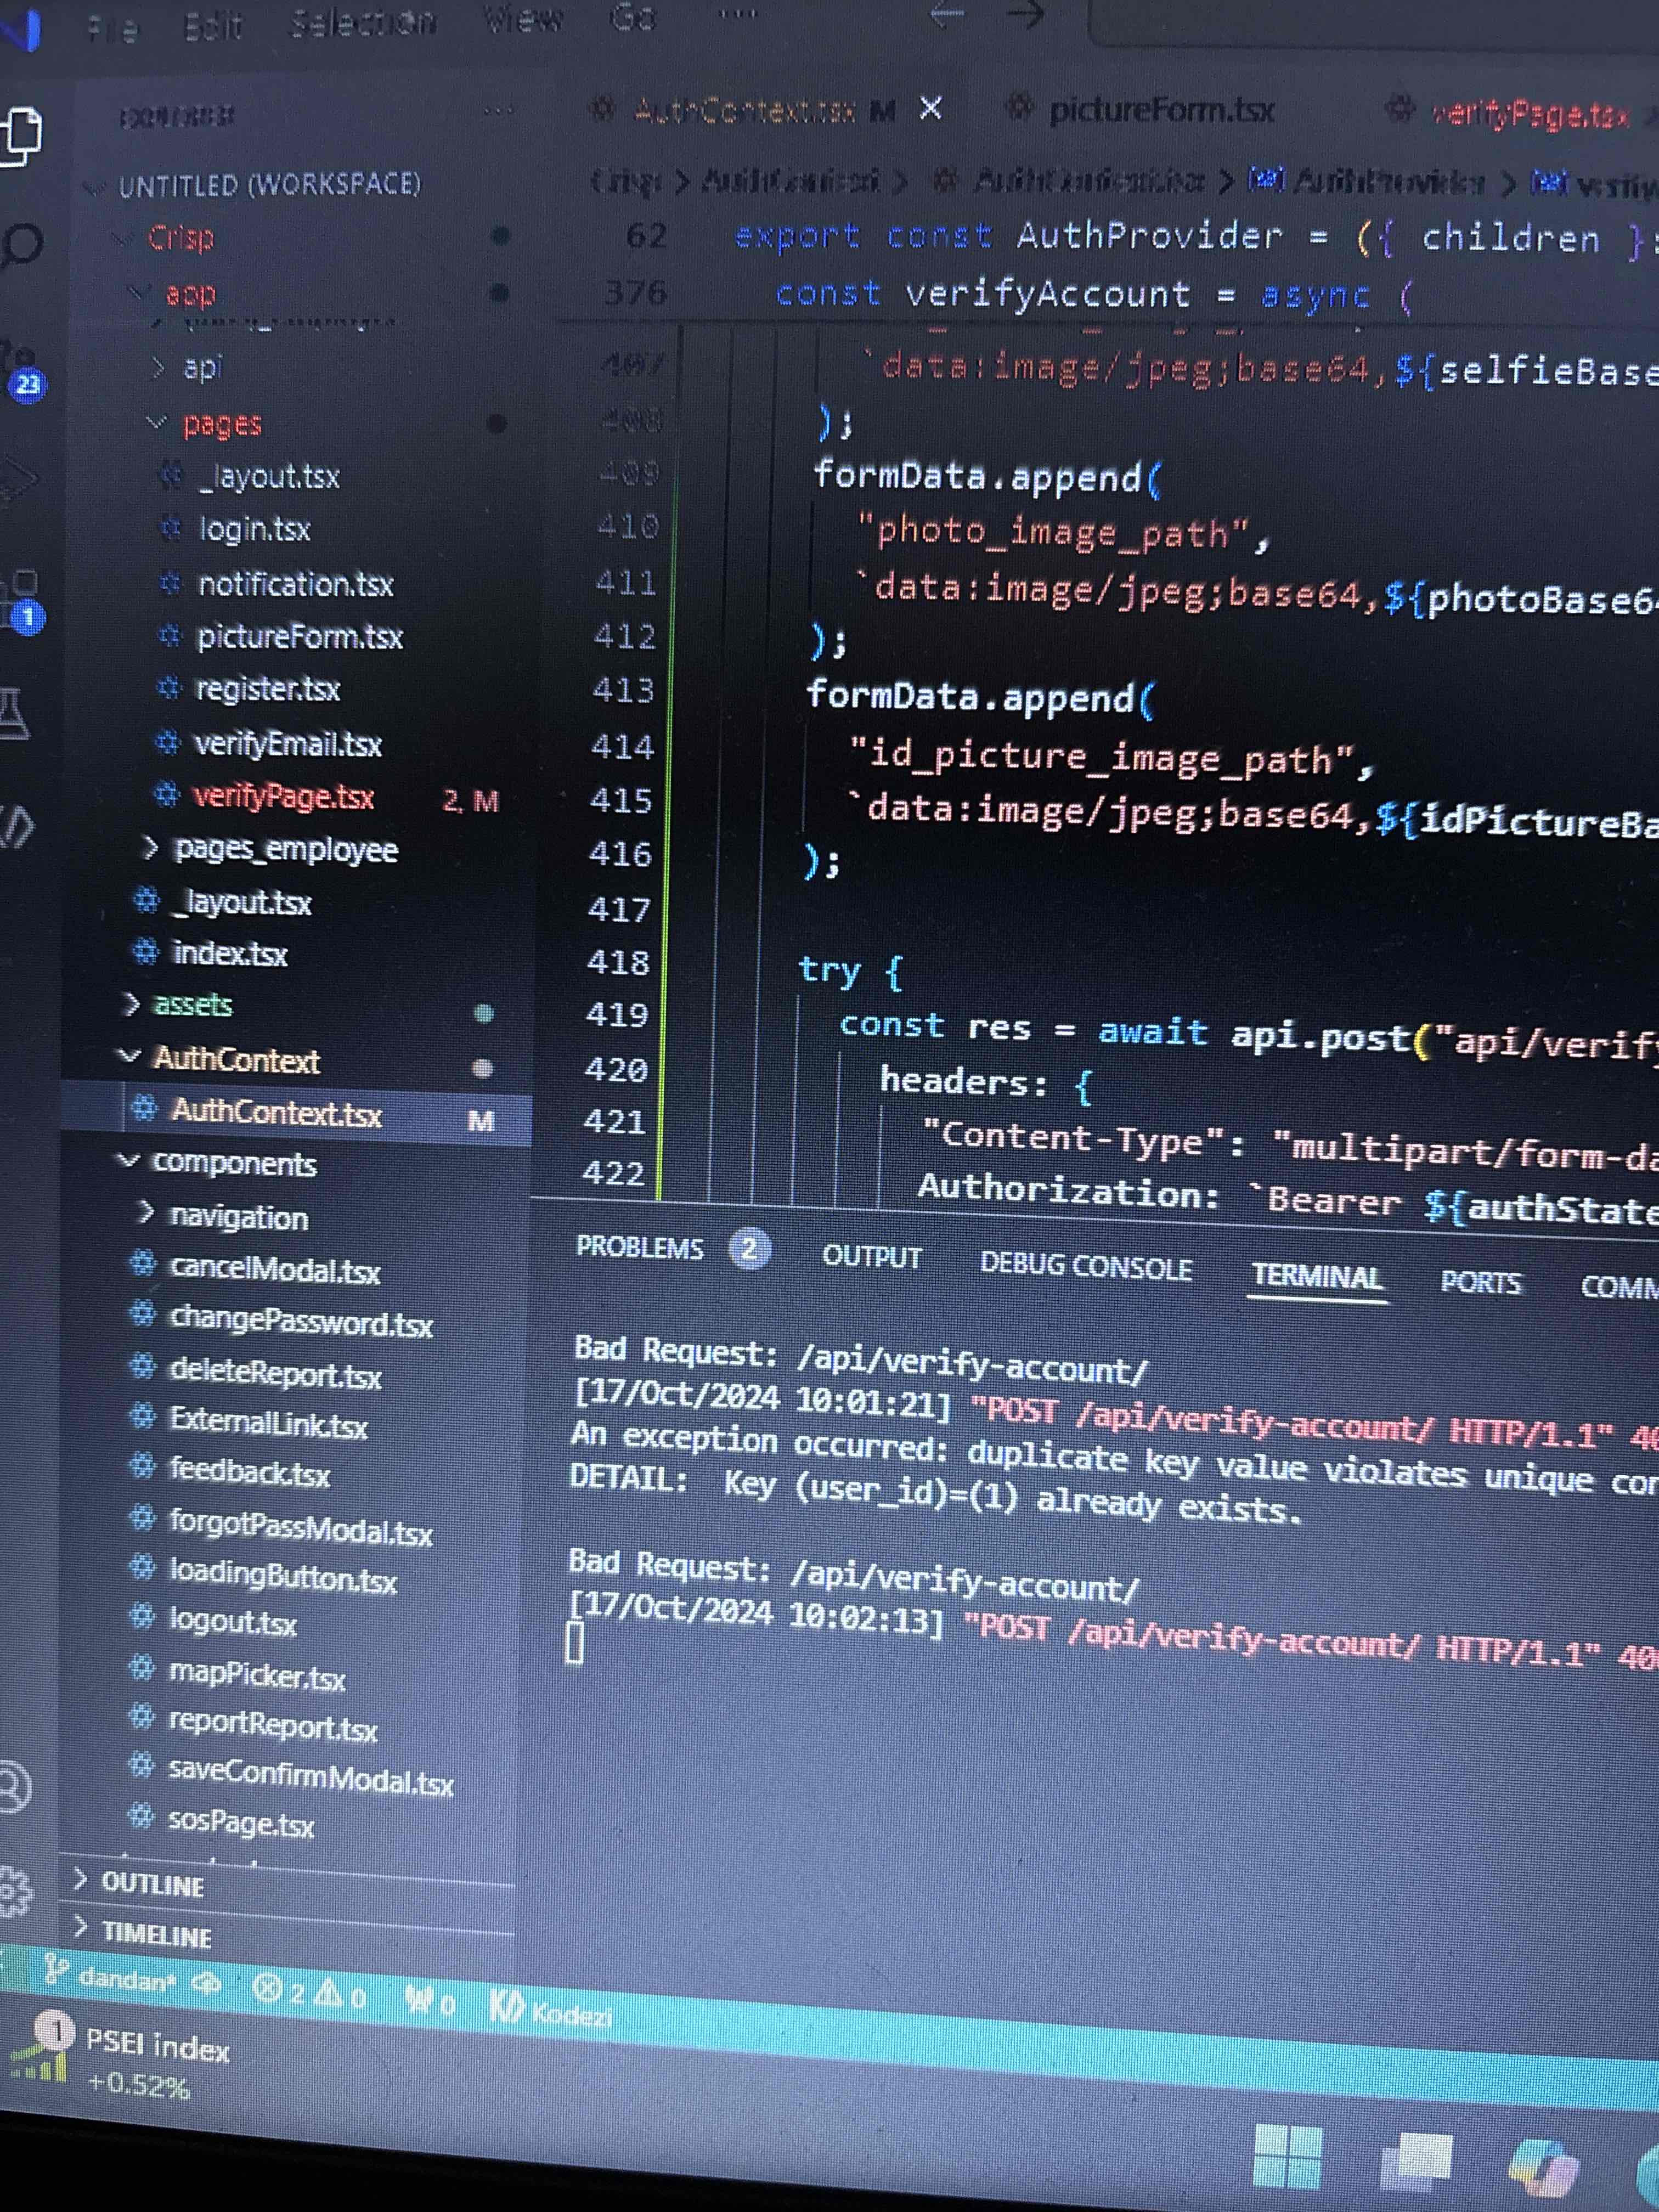 File Edit Selection View Go ...
AuthContext.tsx M
pictureForm.tsx
verifyPage.tsx
UNTITLED (WORKSPACE)
Crisp
app
api
pages
_layout.tsx
login.tsx
notification.tsx
pictureForm.tsx
register.tsx
verifyEmail.tsx
verifyPage.tsx 2, M
pages_employee
_layout.tsx
index.tsx
assets
AuthContext
AuthContext.tsx M
components
navigation
cancelModal.tsx
changePassword.tsx
deleteReport.tsx
ExternalLink.tsx
feedback.tsx
forgotPassModal.tsx
loadingButton.tsx
logout.tsx
mapPicker.tsx
reportReport.tsx
saveConfirmModal.tsx
sosPage.tsx
OUTLINE
TIMELINE
23
1
62 export const AuthProvider = ({ children }:
376 const verifyAccount = async (
407 `data:image/jpeg;base64,${selfieBase
408 );
409 formData.append(
410 "photo_image_path",
411 `data:image/jpeg;base64,${photoBase6
412 );
413 formData.append(
414 "id_picture_image_path",
415 `data:image/jpeg;base64,${idPictureBa
416 );
417
418 try {
419 const res = await api.post("api/verify
420 headers: {
421 "Content-Type": "multipart/form-da
422 Authorization: `Bearer ${authState
PROBLEMS 2 OUTPUT DEBUG CONSOLE TERMINAL PORTS COMM
Bad Request: /api/verify-account/
[17/Oct/2024 10:01:21] "POST /api/verify-account/ HTTP/1.1" 40
An exception occurred: duplicate key value violates unique con
DETAIL: Key (user_id)=(1) already exists.
Bad Request: /api/verify-account/
[17/Oct/2024 10:02:13] "POST /api/verify-account/ HTTP/1.1" 40
dandan* 2 0 0 Kodezi
1
PSEI index
+0.52%